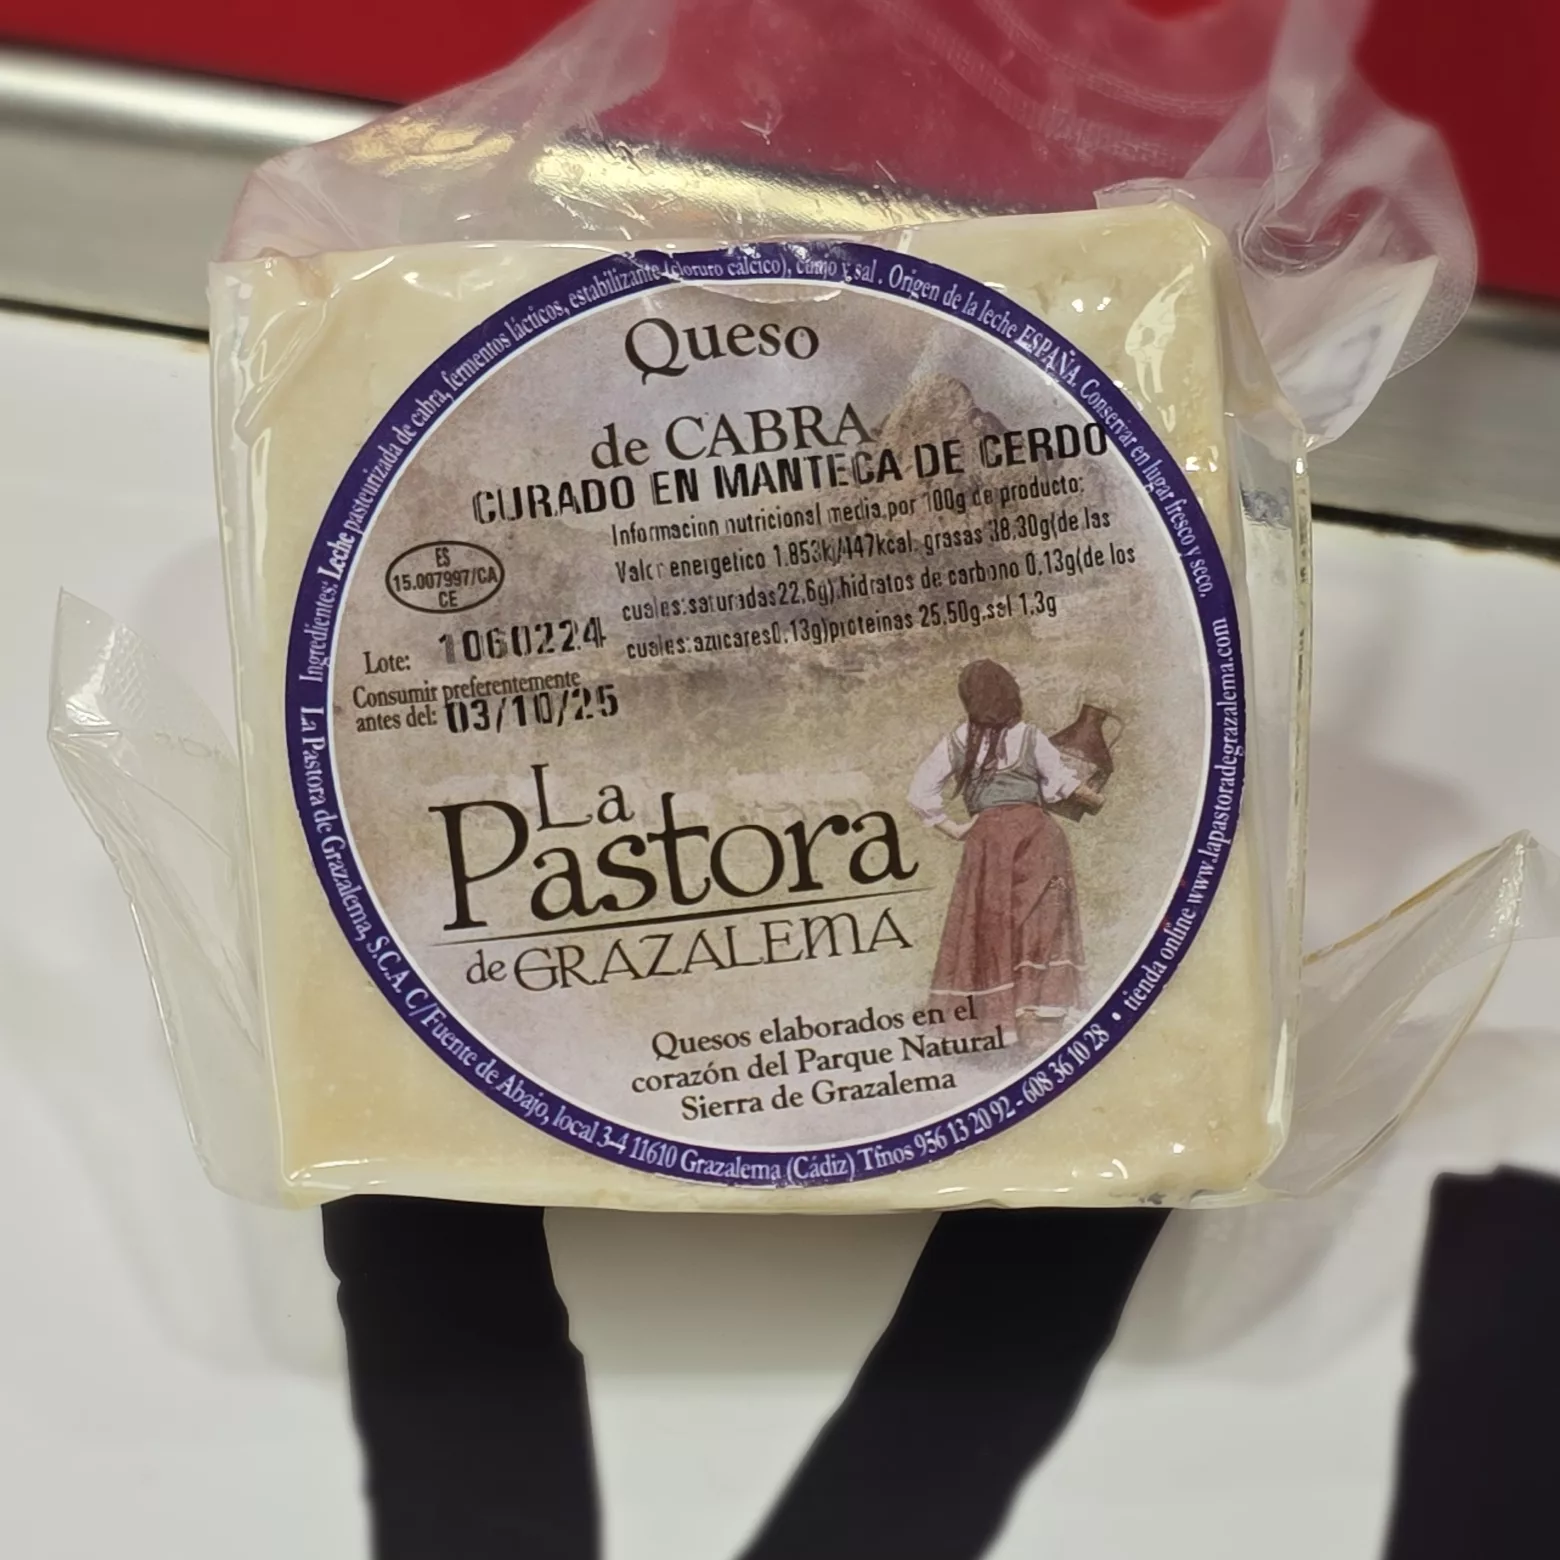 Queso
de CABRA
CURADO EN MANTECA DE CERDO
Informacion nutricional media.por 100g de producto:
Valor energetico 1.853kj/447kcal. grasas 38,30g(de las
cuales:saturadas22,6g).hidratos de carbono 0,13g(de los
cuales:azucares0,13g)proteinas 25,50g.sal 1.3g
ES
15.007997/CA
CE
Lote: 1060224
Consumir preferentemente
antes del: 03/10/25
La
Pastora
de GRAZALEMA
Quesos elaborados en el
corazón del Parque Natural
Sierra de Grazalema
Ingredientes: Leche pasteurizada de cabra, fermentos lácticos, estabilizante (cloruro cálcico), cuajo y sal. Origen de la leche ESPAÑA. Conservar en lugar fresco y seco.
La Pastora de Grazalema, S.C.A. C/Fuente de Abajo, local 3-4 11610 Grazalema (Cádiz) Tfnos 956 13 20 92 - 608 36 10 28 • tienda online www.lapastoradegrazalema.com